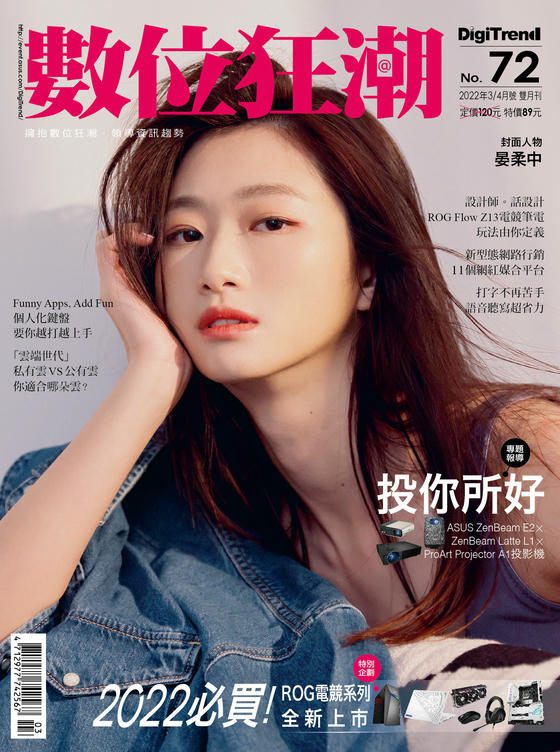 http://event.asus.com/DigiTrend/
數位狂潮
@
擁抱數位狂潮．領導資訊趨勢
DigiTrend
No. 72
2022年3/4月號 雙月刊
定價120元 特價89元
封面人物
晏柔中
設計師。話設計
ROG Flow Z13電競筆電
玩法由你定義
新型態網路行銷
11個網紅媒合平台
打字不再苦手
語音聽寫超省力
Funny Apps, Add Fun
個人化鍵盤
要你越打越上手
「雲端世代」
私有雲VS公有雲
你適合哪朵雲?
專題
報導
投你所好
ASUS ZenBeam E2×
ZenBeam Latte L1×
ProArt Projector A1投影機
特別
企劃
2022必買!
ROG電競系列
全新上市
4712977742567
03